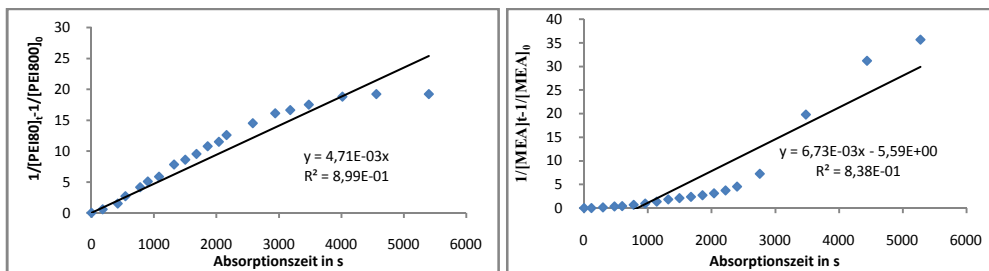 1/[PEI80]t-1/[PEI800]0
30
25
20
15
10
5
0
y = 4,71E-03x
R² = 8,99E-01
0 1000 2000 3000 4000 5000 6000
Absorptionszeit in s
1/[MEA]t-1/[MEA]0
40
35
30
25
20
15
10
5
0
y = 6,73E-03x - 5,59E+00
R² = 8,38E-01
0 1000 2000 3000 4000 5000 6000
Absorptionszeit in s